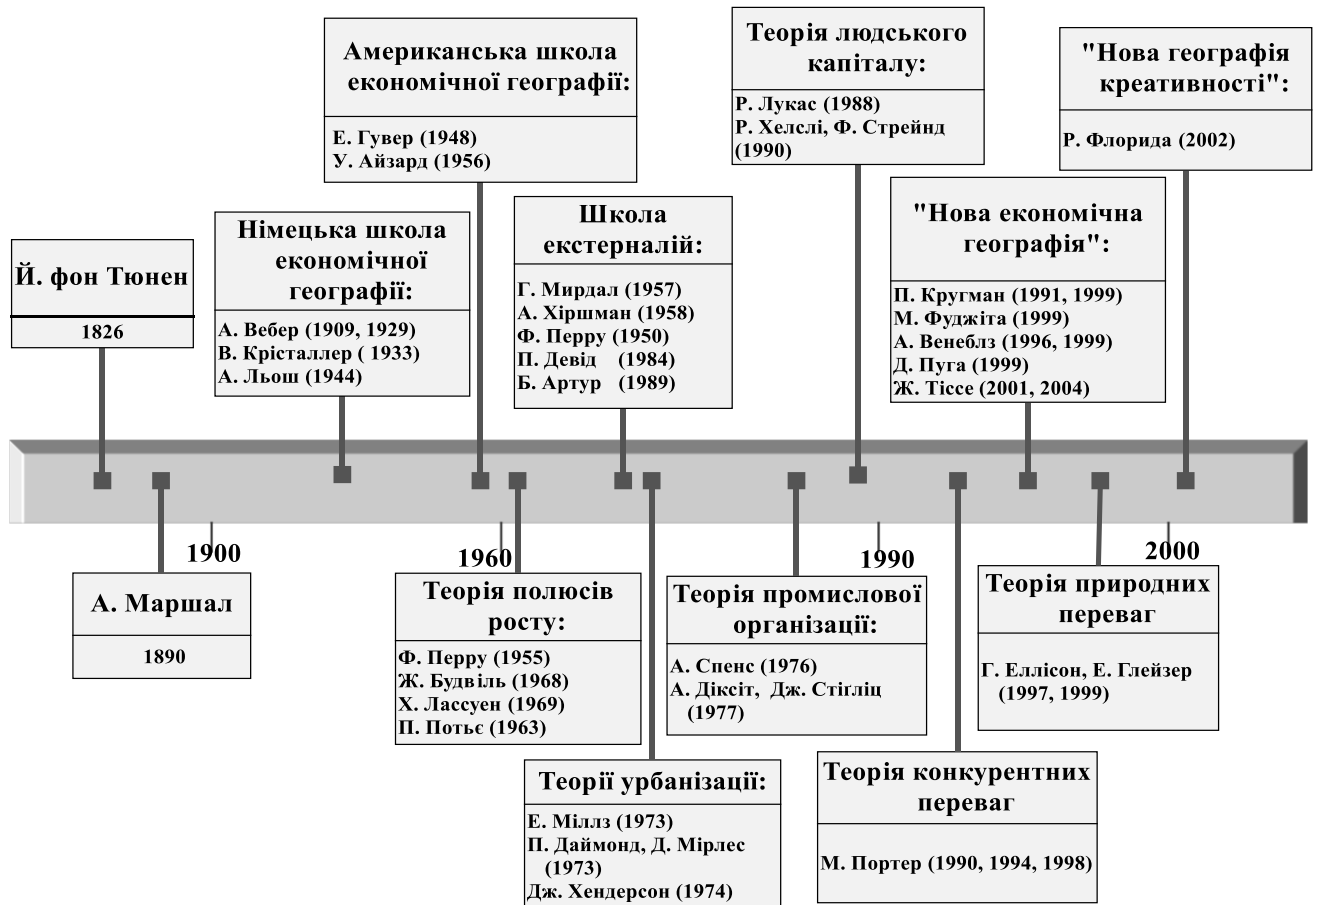 Американська школа
економічної географії:
Е. Гувер (1948)
У. Айзард (1956)
Теорія людського
капіталу:
Р. Лукас (1988)
Р. Хелслі, Ф. Стрейнд
(1990)
"Нова географія
креативності":
Р. Флорида (2002)
Й. фон Тюнен
1826
Німецька школа
економічної
географії:
А. Вебер (1909, 1929)
В. Крісталлер ( 1933)
А. Льош (1944)
Школа
екстерналій:
Г. Мирдал (1957)
А. Хіршман (1958)
Ф. Перру (1950)
П. Девід (1984)
Б. Артур (1989)
"Нова економічна
географія":
П. Кругман (1991, 1999)
М. Фуджіта (1999)
А. Венеблз (1996, 1999)
Д. Пуга (1999)
Ж. Тіссе (2001, 2004)
1900
1960
1990
2000
А. Маршал
1890
Теорія полюсів
росту:
Ф. Перру (1955)
Ж. Будвіль (1968)
Х. Лассуен (1969)
П. Потьє (1963)
Теорія промислової
організації:
А. Спенс (1976)
А. Діксіт, Дж. Стігліц
(1977)
Теорія природних
переваг
Г. Еллісон, Е. Глейзер
(1997, 1999)
Теорії урбанізації:
Е. Міллз (1973)
П. Даймонд, Д. Мірлес
(1973)
Дж. Хендерсон (1974)
Теорія конкурентних
переваг
М. Портер (1990, 1994, 1998)